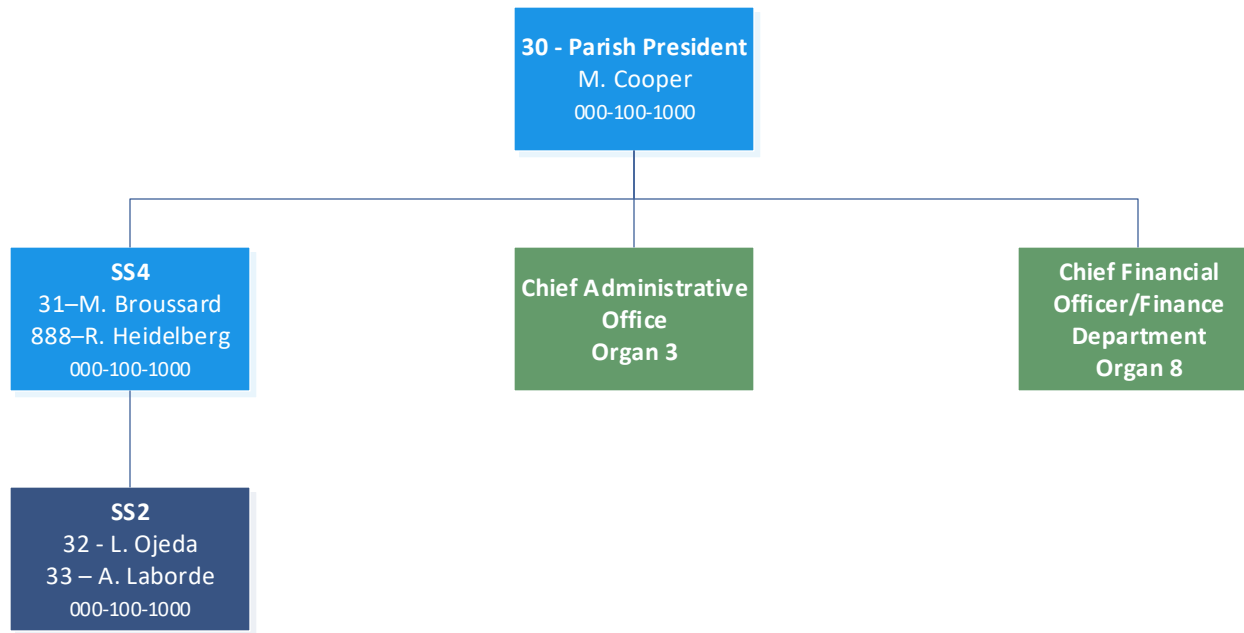 30 - Parish President
M. Cooper
000-100-1000
SS4
31–M. Broussard
888–R. Heidelberg
000-100-1000
Chief Administrative
Office
Organ 3
Chief Financial
Officer/Finance
Department
Organ 8
SS2
32 - L. Ojeda
33 – A. Laborde
000-100-1000